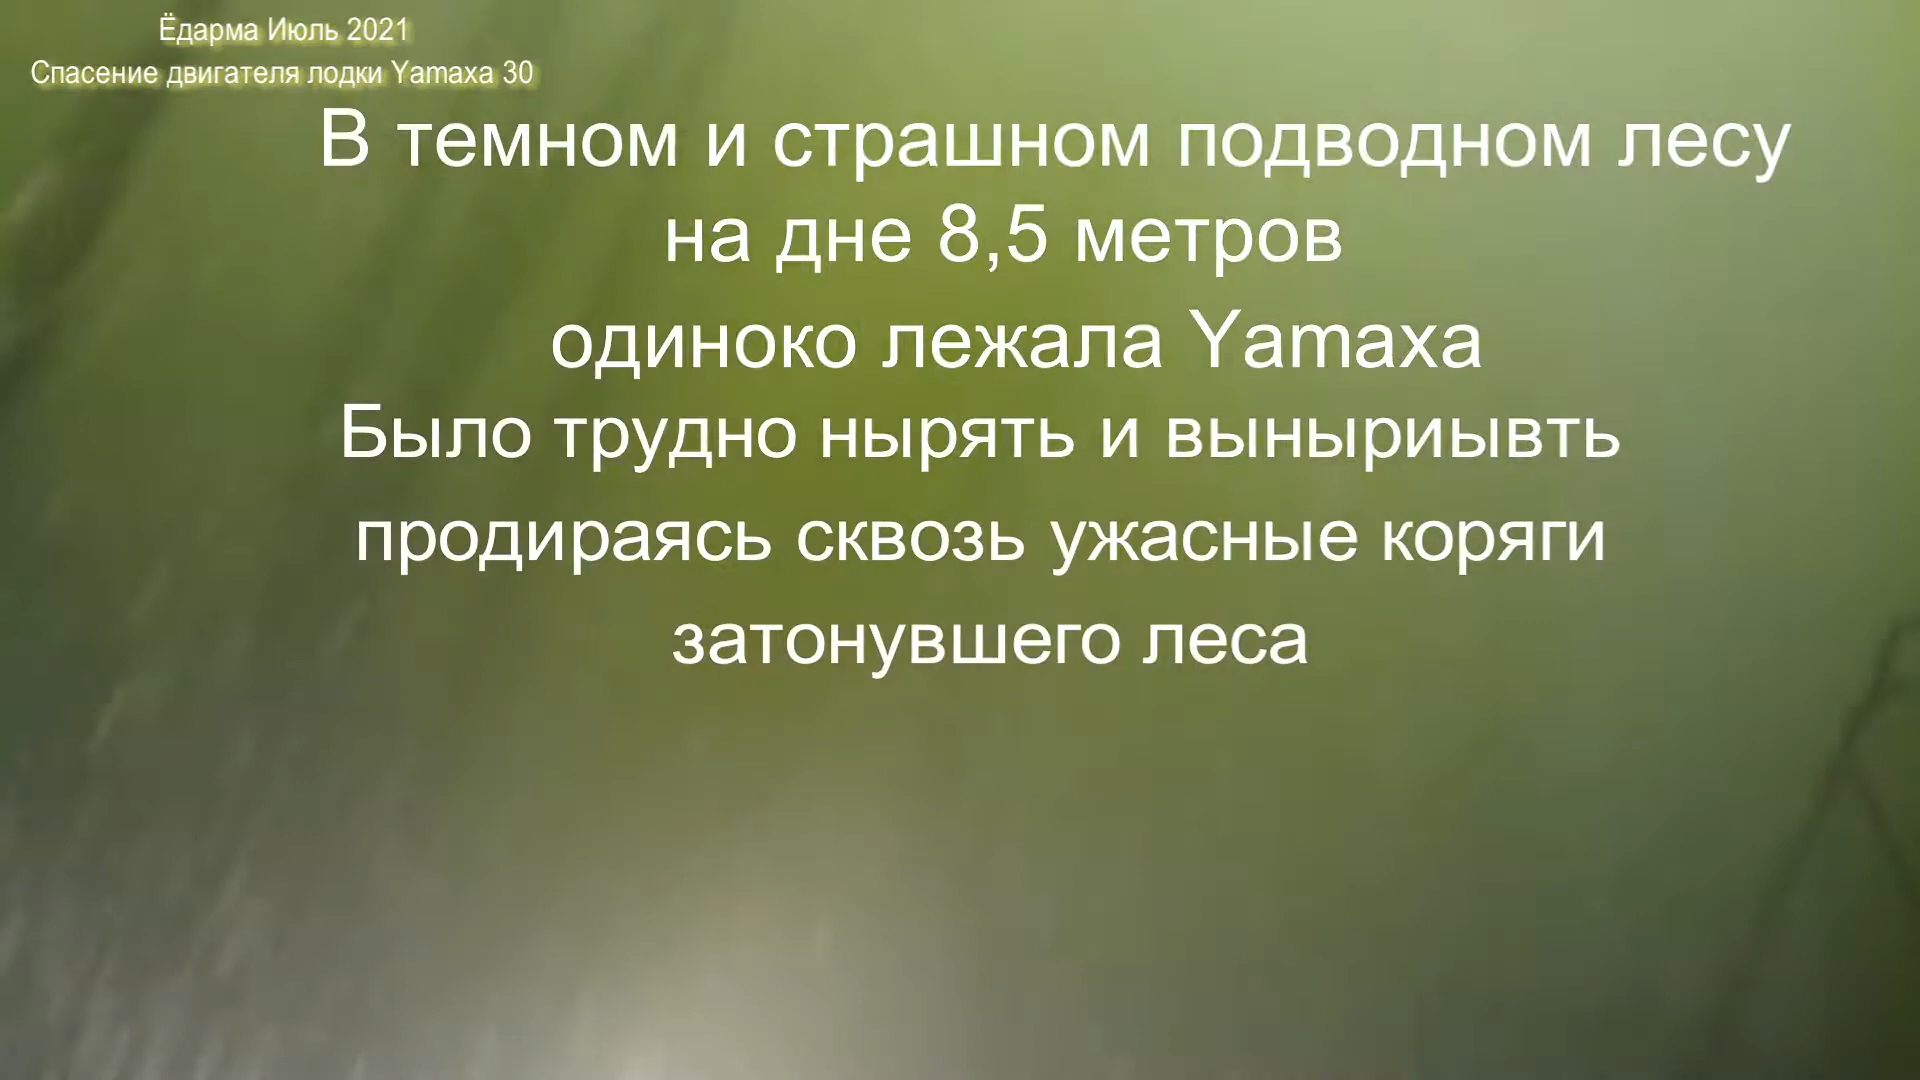 Ёдарма Июль 2021
Спасение двигателя лодки Yamaxa 30
В темном и страшном подводном лесу
на дне 8,5 метров
одиноко лежала Yamaxa
Было трудно нырять и выныриывть
продираясь сквозь ужасные коряги
затонувшего леса